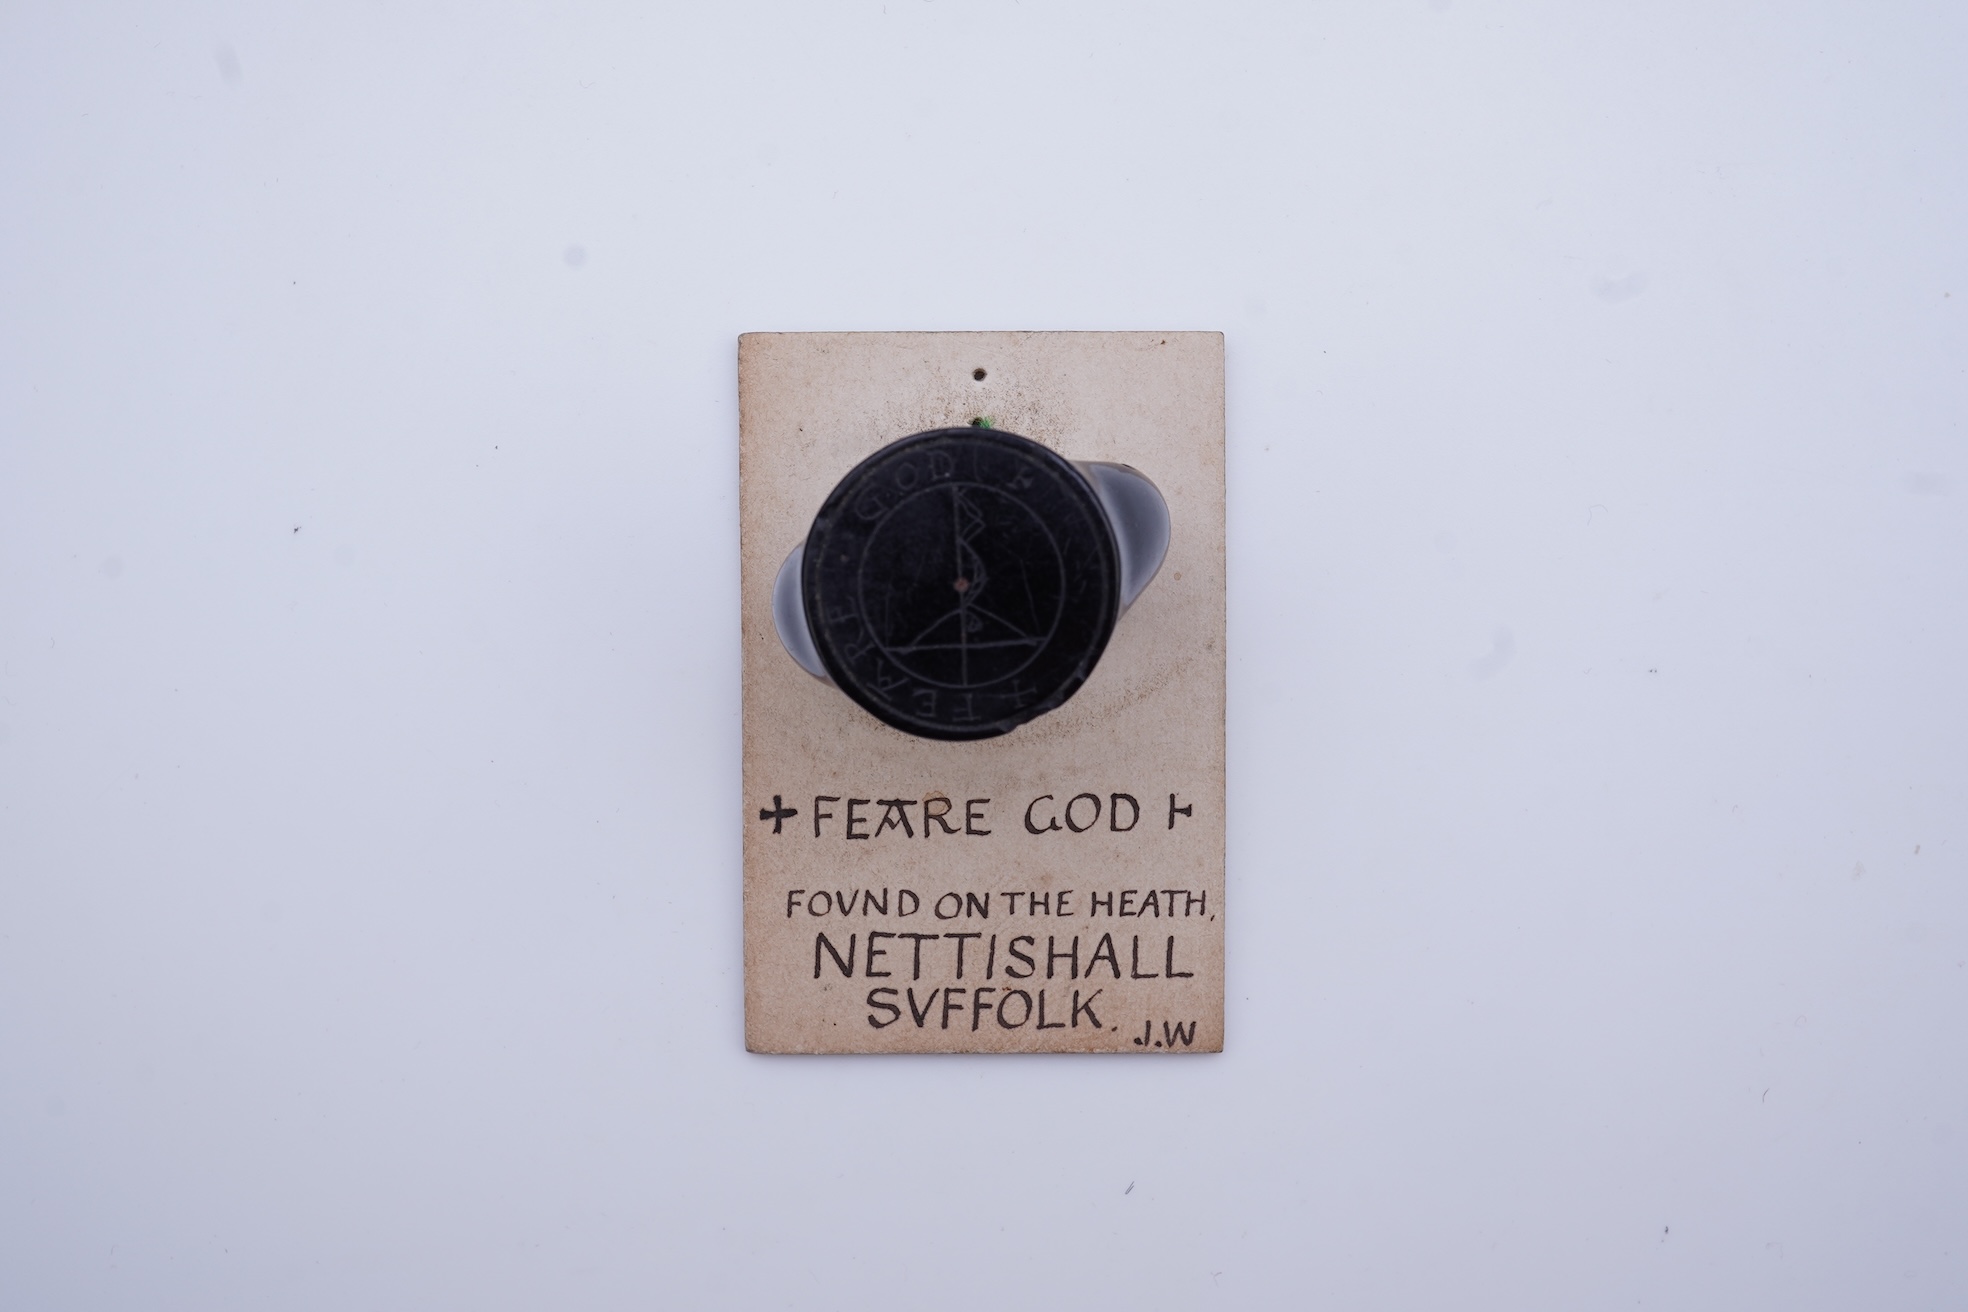 + FEARE GOD
+ FEARE GOD ⊢
FOVND ON THE HEATH,
NETTISHALL
SVFFOLK.
J.W